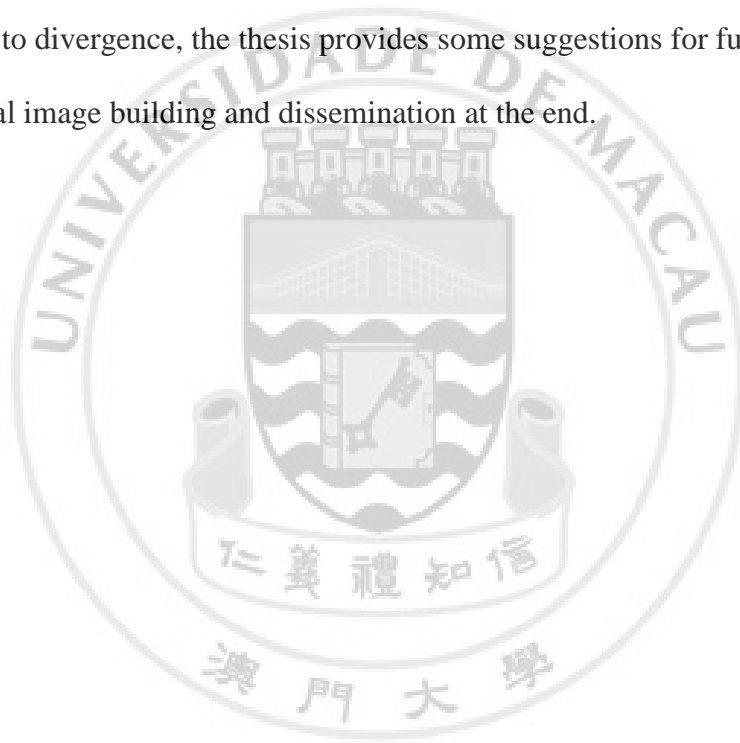 to divergence, the thesis provides some suggestions for fu
al image building and dissemination at the end.
UNIVERSIDADE DE MACAU
仁義禮知信
澳門大學